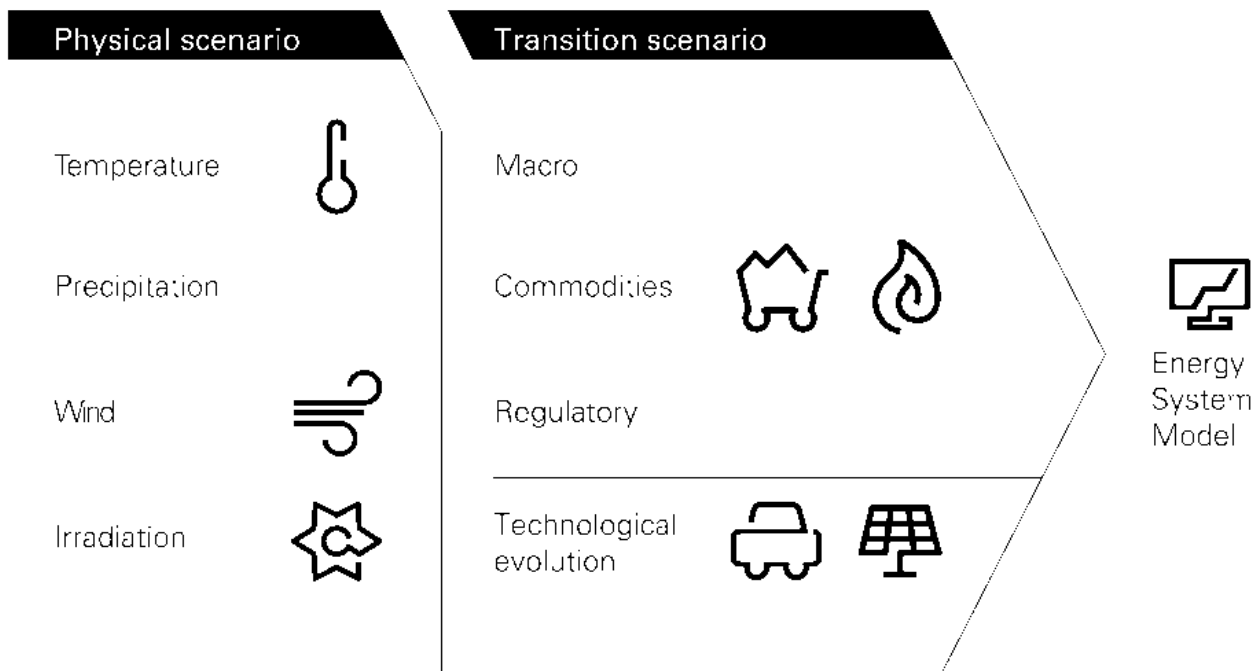 Physical scenario
Transition scenario
Temperature
Macro
Precipitation
Commodities
Wind
Regulatory
Irradiation
Technological
evolution
Energy
System
Model